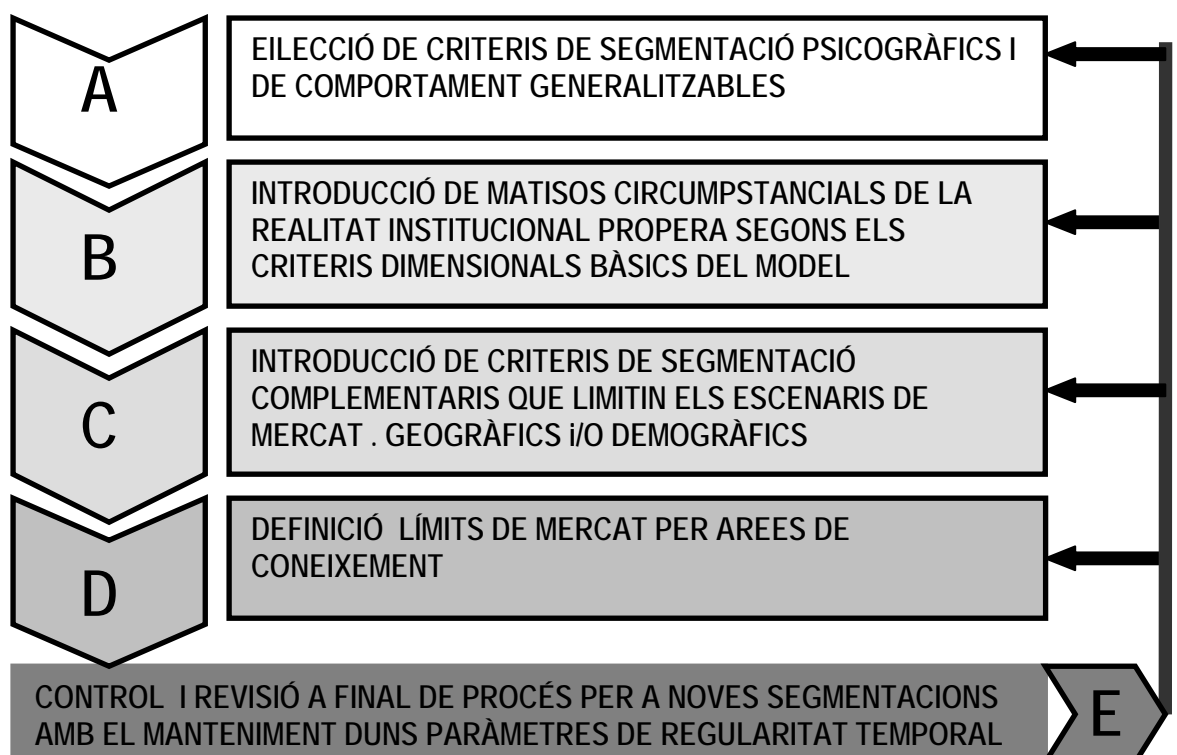 A
EILECCIÓ DE CRITERIS DE SEGMENTACIÓ PSICOGRÀFICS I
DE COMPORTAMENT GENERALITZABLES
B
INTRODUCCIÓ DE MATISOS CIRCUMPSTANCIALS DE LA
REALITAT INSTITUCIONAL PROPERA SEGONS ELS
CRITERIS DIMENSIONALS BÀSICS DEL MODEL
C
INTRODUCCIÓ DE CRITERIS DE SEGMENTACIÓ
COMPLEMENTARIS QUE LIMITIN ELS ESCENARIS DE
MERCAT . GEOGRÀFICS i/O DEMOGRÀFICS
D
DEFINICIÓ LÍMITS DE MERCAT PER AREES DE
CONEIXEMENT
CONTROL I REVISIÓ A FINAL DE PROCÉS PER A NOVES SEGMENTACIONS
AMB EL MANTENIMENT DUNS PARÀMETRES DE REGULARITAT TEMPORAL
E